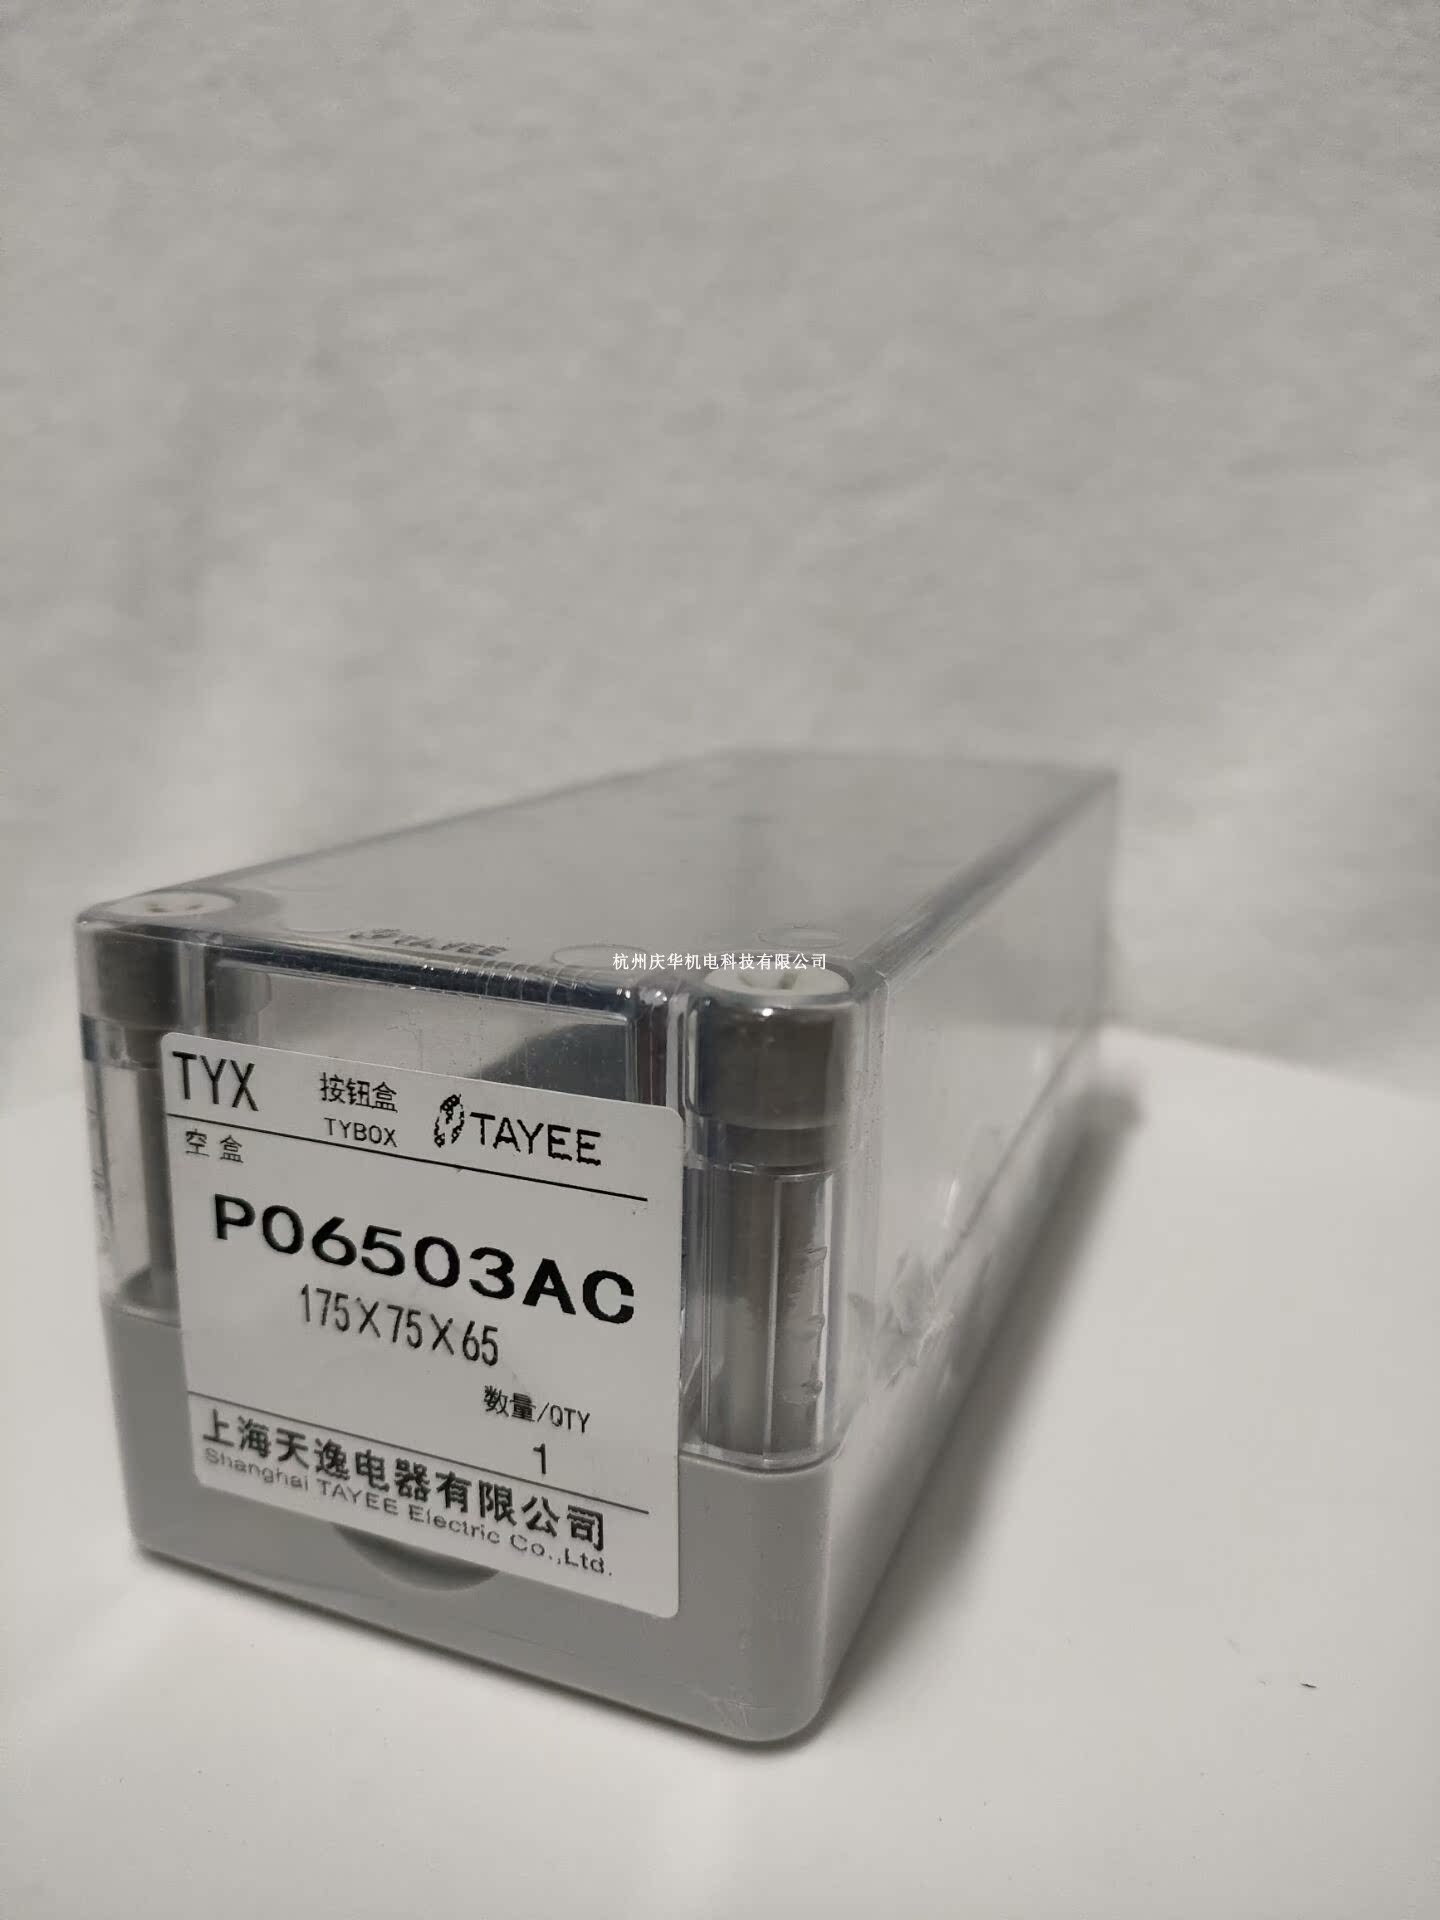 TAYEE
杭州庆华机电科技有限公司
TYX 按钮盒 TAYEE
TYBOX
空盒
P06503AC
175X75X65
数量/QTY
1
上海天逸电器有限公司
Shanghai TAYEE Electric Co.,Ltd.